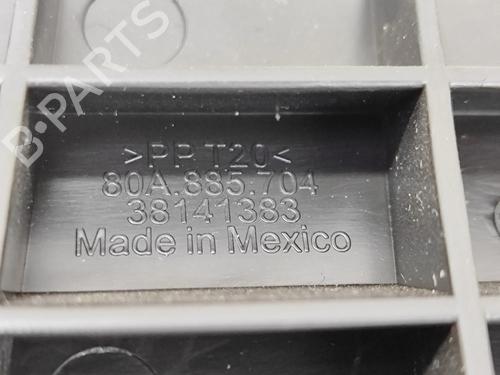 B-PARTS
>PP T20<
80A.885.704
38141383
Made in Mexico